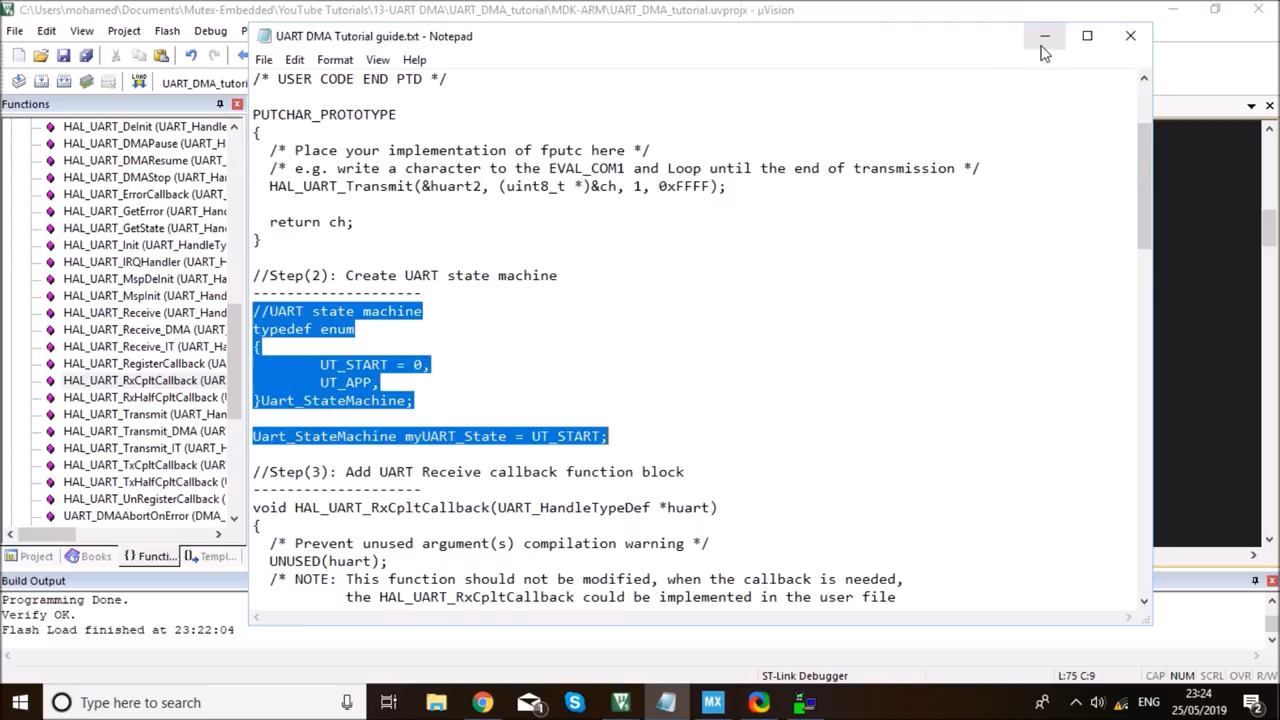 C:\Users\mohamed\Documents\Mutex-Embedded\YouTube Tutorials\13-UART DMA\UART_DMA_tutorial\MDK-ARM\UART_DMA_tutorial.uvprojx - µVision
File Edit View Project Flash Debug
LOAD UART_DMA_tutori
Functions
HAL_UART_DeInit (UART_Handle
HAL_UART_DMAPause (UART_H
HAL_UART_DMAResume (UART_
HAL_UART_DMAStop (UART_Han
HAL_UART_ErrorCallback (UART_
HAL_UART_GetError (UART_Hand
HAL_UART_GetState (UART_Hand
HAL_UART_Init (UART_HandleTy
HAL_UART_IRQHandler (UART_H
HAL_UART_MspDeInit (UART_Ha
HAL_UART_MspInit (UART_Hand
HAL_UART_Receive (UART_Hand
HAL_UART_Receive_DMA (UART_
HAL_UART_Receive_IT (UART_Ha
HAL_UART_RegisterCallback (UAR
HAL_UART_RxCpltCallback (UAR
HAL_UART_RxHalfCpltCallback (U
HAL_UART_Transmit (UART_Han
HAL_UART_Transmit_DMA (UART
HAL_UART_Transmit_IT (UART_H
HAL_UART_TxCpltCallback (UART
HAL_UART_TxHalfCpltCallback (U
HAL_UART_UnRegisterCallback (
UART_DMAAbortOnError (DMA_
Project Books {} Functi... Templ...
UART DMA Tutorial guide.txt - Notepad
File Edit Format View Help
/* USER CODE END PTD */
PUTCHAR_PROTOTYPE
{
/* Place your implementation of fputc here */
/* e.g. write a character to the EVAL_COM1 and Loop until the end of transmission */
HAL_UART_Transmit(&huart2, (uint8_t *)&ch, 1, 0xFFFF);
return ch;
}
//Step(2): Create UART state machine
--------------------
//UART state machine
typedef enum
{
UT_START = 0,
UT_APP,
}Uart_StateMachine;
Uart_StateMachine myUART_State = UT_START;
//Step(3): Add UART Receive callback function block
--------------------
void HAL_UART_RxCpltCallback(UART_HandleTypeDef *huart)
{
/* Prevent unused argument(s) compilation warning */
UNUSED(huart);
/* NOTE: This function should not be modified, when the callback is needed,
the HAL_UART_RxCpltCallback could be implemented in the user file
Build Output
Programming Done.
Verify OK.
Flash Load finished at 23:22:04
ST-Link Debugger L:75 C:9 CAP NUM SCRL OVR R/W
Type here to search
MX
ENG
23:24
25/05/2019
2
1